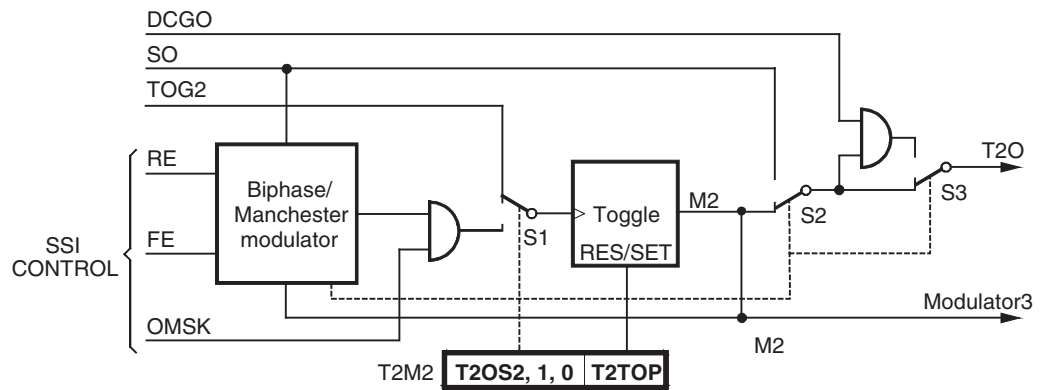 DCGO
SO
TOG2
RE
Biphase/
Manchester
modulator
FE
SSI
CONTROL
OMSK
S1
Toggle
RES/SET
M2
S2
S3
T2O
Modulator3
M2
T2M2
T2OS2, 1, 0
T2TOP